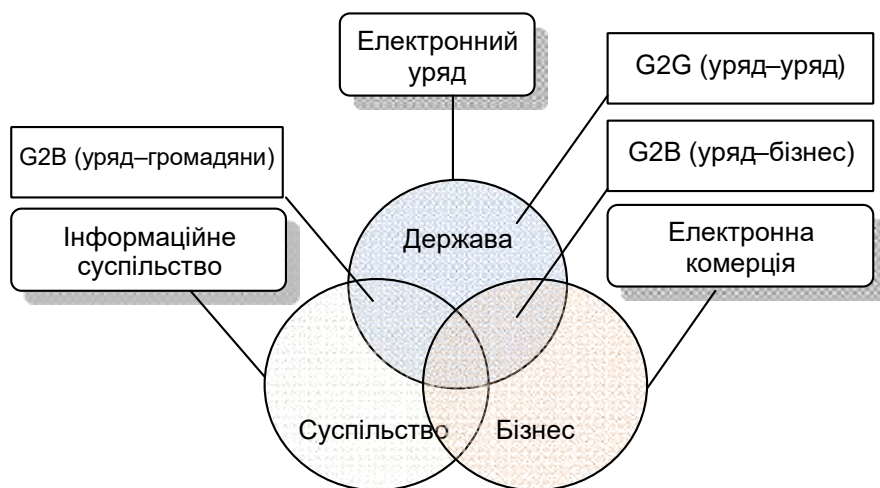 Електронний
уряд
G2G (уряд–уряд)
G2B (уряд–громадяни)
G2B (уряд–бізнес)
Інформаційне
суспільство
Держава
Електронна
комерція
Суспільство
Бізнес